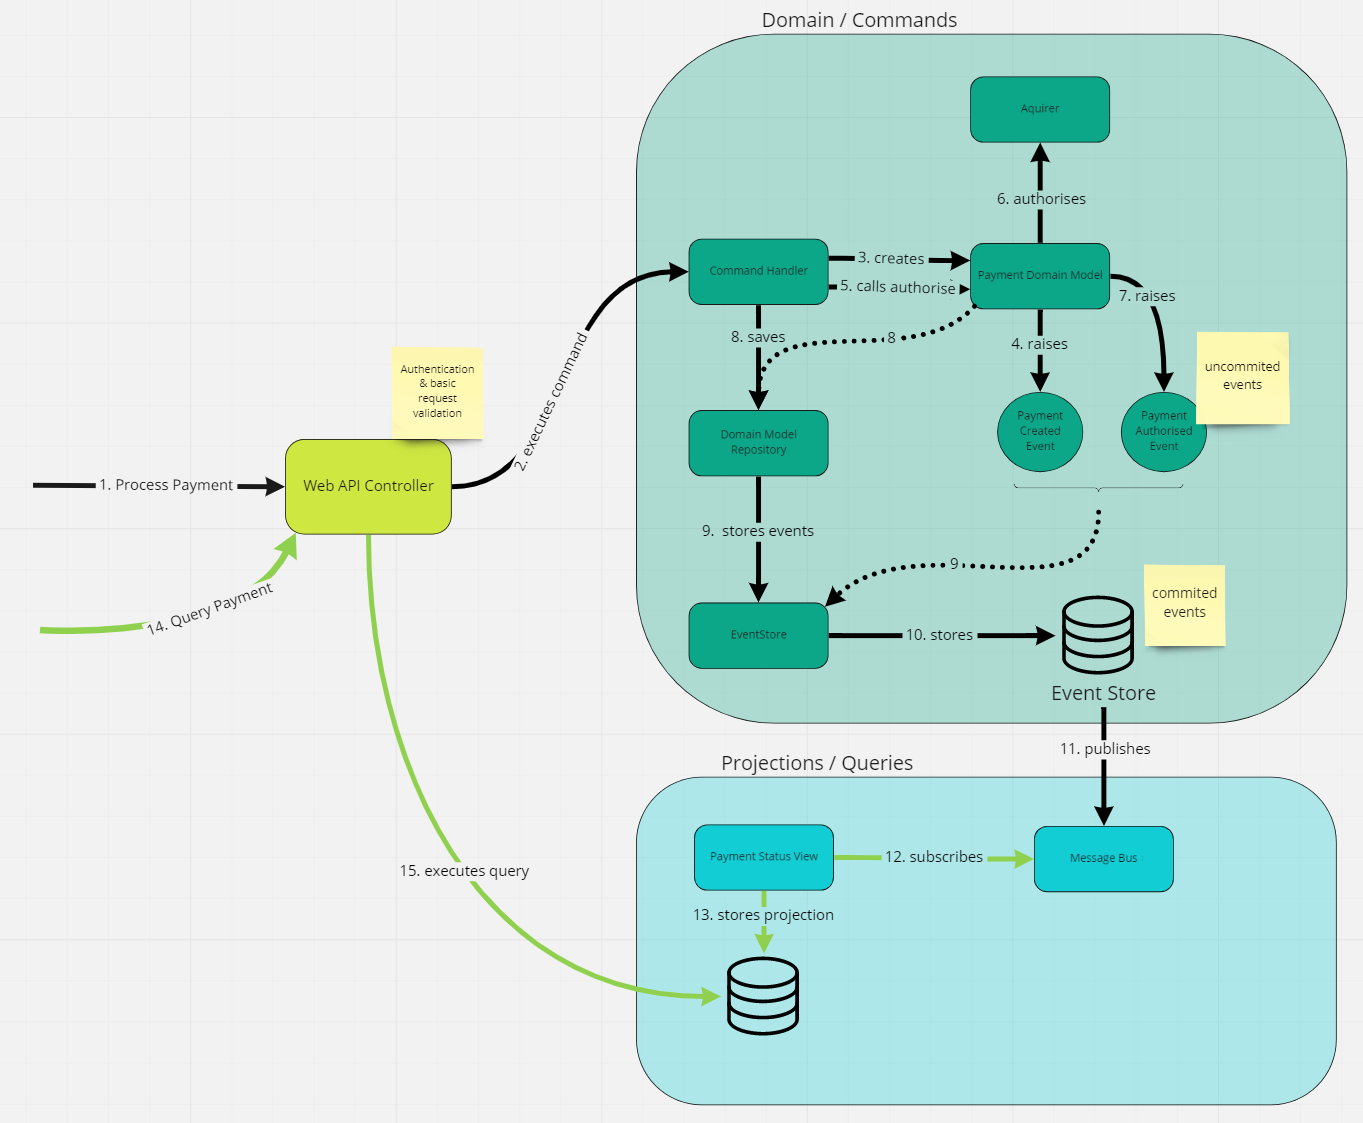 Domain / Commands
Aquirer
6. authorises
Command Handler
3. creates
5. calls authorise
Payment Domain Model
7. raises
8. saves
8
4. raises
uncommited
events
Authentication
& basic
request
validation
2. executes command
Payment
Created
Event
Payment
Authorised
Event
Domain Model
Repository
1. Process Payment
Web API Controller
9. stores events
9
14. Query Payment
commited
events
EventStore
10. stores
Event Store
11. publishes
Projections / Queries
Payment Status View
12. subscribes
Message Bus
15. executes query
13. stores projection